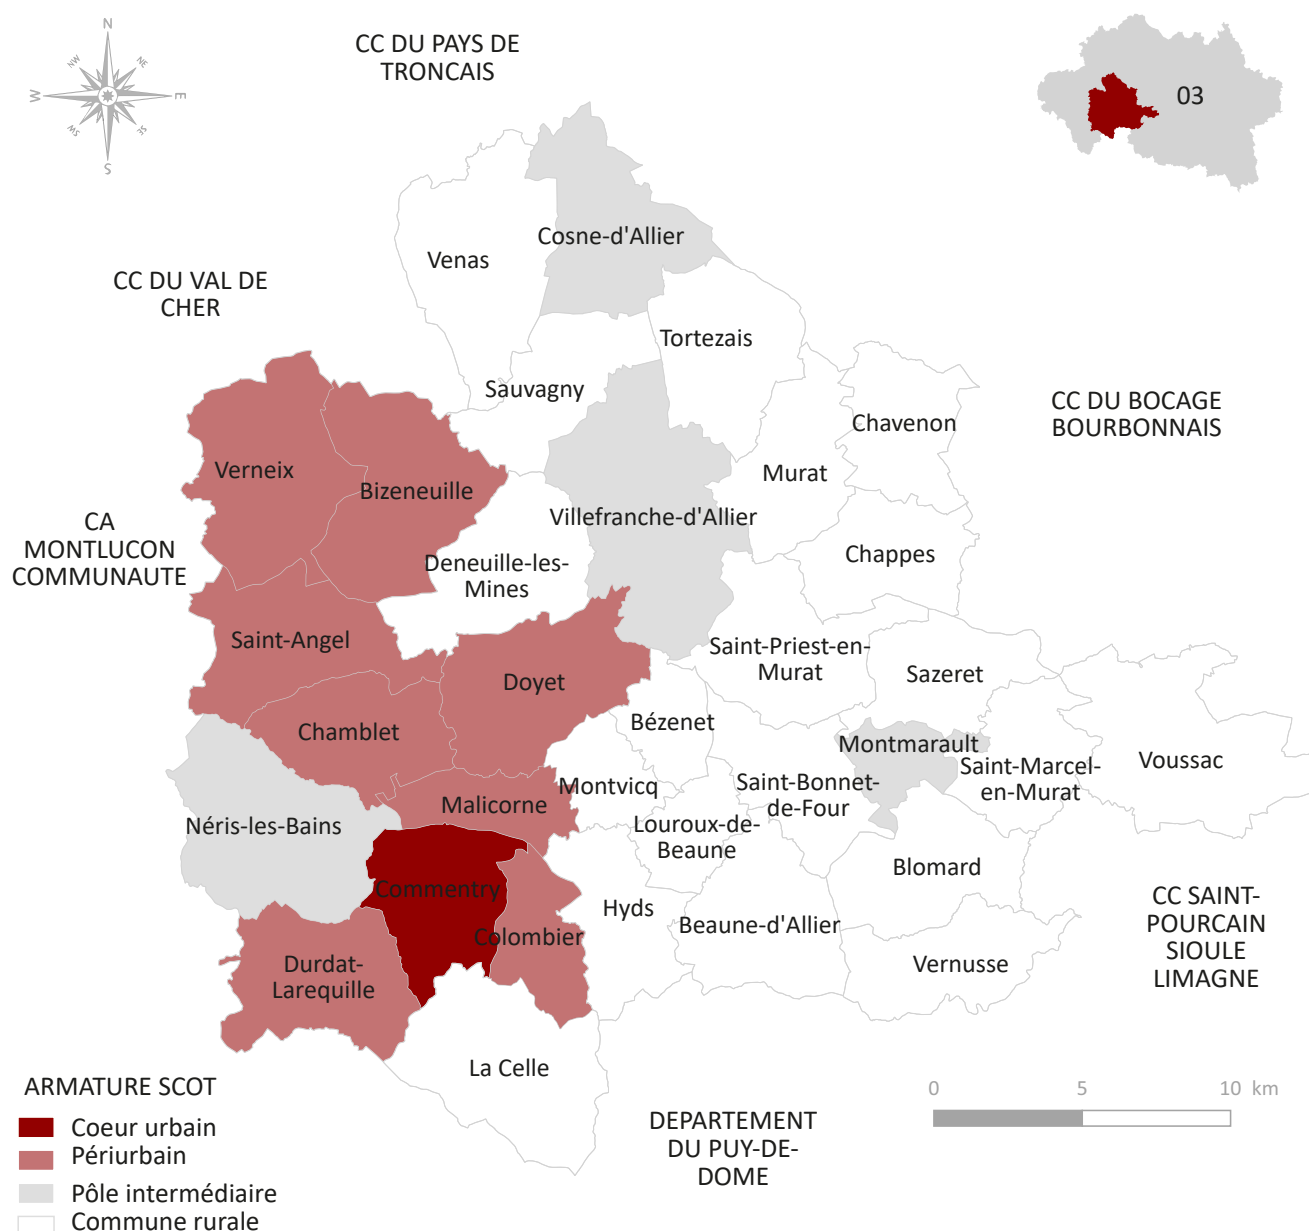 CC DU PAYS DE
TRONCAIS
N
NW
NE
W
E
SW
SE
S
03
Cosne-d'Allier
Venas
CC DU VAL DE
CHER
Tortezais
Sauvagny
CC DU BOCAGE
BOURBONNAIS
Chavenon
Verneix
Murat
Bizeneuille
Villefranche-d'Allier
CA
MONTLUCON
COMMUNAUTE
Chappes
Deneuille-les-
Mines
Saint-Angel
Saint-Priest-en-
Murat
Sazeret
Doyet
Bézenet
Chamblet
Montmarault
Voussac
Saint-Marcel-
en-Murat
Saint-Bonnet-
de-Four
Montvicq
Malicorne
Néris-les-Bains
Louroux-de-
Beaune
Blomard
Commentry
Hyds
Beaune-d'Allier
Colombier
CC SAINT-
POURCAIN
SIOULE
LIMAGNE
Durdat-
Larequille
Vernusse
La Celle
ARMATURE SCOT
Coeur urbain
Périurbain
Pôle intermédiaire
Commune rurale
DEPARTEMENT
DU PUY-DE-
DOME
0 5 10 km